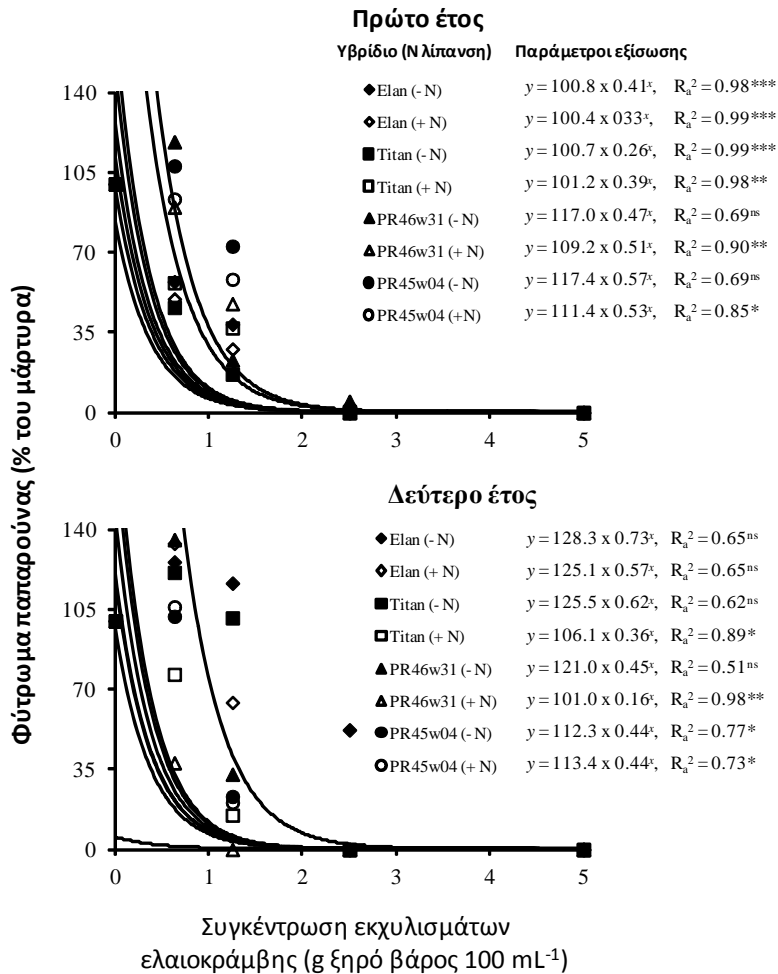 Πρώτο έτος
Υβρίδιο (N λίπανση) Παράμετροι εξίσωσης
Elan (- N) y = 100.8 x 0.41ˣ, Rₐ² = 0.98***
Elan (+ N) y = 100.4 x 033ˣ, Rₐ² = 0.99***
Titan (- N) y = 100.7 x 0.26ˣ, Rₐ² = 0.99***
Titan (+ N) y = 101.2 x 0.39ˣ, Rₐ² = 0.98**
PR46w31 (- N) y = 117.0 x 0.47ˣ, Rₐ² = 0.69ⁿˢ
PR46w31 (+ N) y = 109.2 x 0.51ˣ, Rₐ² = 0.90**
PR45w04 (- N) y = 117.4 x 0.57ˣ, Rₐ² = 0.69ⁿˢ
PR45w04 (+N) y = 111.4 x 0.53ˣ, Rₐ² = 0.85*
140
105
70
35
0
0 1 2 3 4 5
Φύτρωμα παπαρούνας (% του μάρτυρα)
Δεύτερο έτος
Elan (- N) y = 128.3 x 0.73ˣ, Rₐ² = 0.65ⁿˢ
Elan (+ N) y = 125.1 x 0.57ˣ, Rₐ² = 0.65ⁿˢ
Titan (- N) y = 125.5 x 0.62ˣ, Rₐ² = 0.62ⁿˢ
Titan (+ N) y = 106.1 x 0.36ˣ, Rₐ² = 0.89*
PR46w31 (- N) y = 121.0 x 0.45ˣ, Rₐ² = 0.51ⁿˢ
PR46w31 (+ N) y = 101.0 x 0.16ˣ, Rₐ² = 0.98**
PR45w04 (- N) y = 112.3 x 0.44ˣ, Rₐ² = 0.77*
PR45w04 (+ N) y = 113.4 x 0.44ˣ, Rₐ² = 0.73*
140
105
70
35
0
0 1 2 3 4 5
Συγκέντρωση εκχυλισμάτων
ελαιοκράμβης (g ξηρό βάρος 100 mL⁻¹)